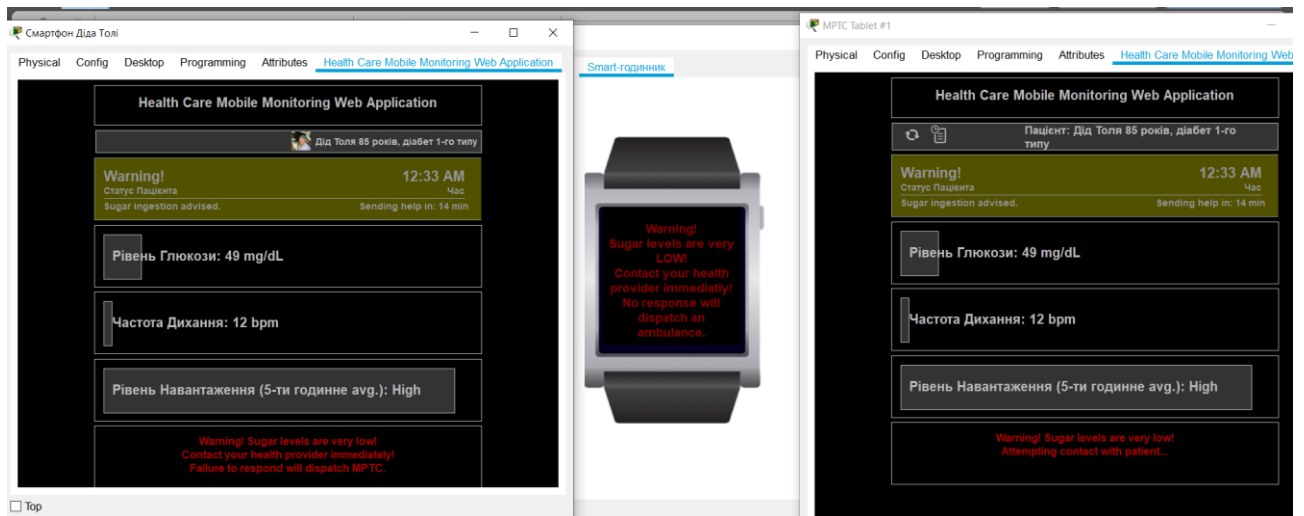 Смартфон Діда Толі
Physical Config Desktop Programming Attributes Health Care Mobile Monitoring Web Application
Health Care Mobile Monitoring Web Application
Дід Толя 85 років, діабет 1-го типу
Warning! 12:33 AM
Статус Пацієнта Час
Sugar ingestion advised. Sending help in: 14 min
Рівень Глюкози: 49 mg/dL
Частота Дихання: 12 bpm
Рівень Навантаження (5-ти годинне avg.): High
Warning! Sugar levels are very low!
Contact your health provider immediately!
Failure to respond will dispatch MPTC.
Top
Smart-годинник
Warning!
Sugar levels are very
LOW!
Contact your health
provider immediatly!
No response will
dispatch an
ambulance.
MPTC Tablet #1
Physical Config Desktop Programming Attributes Health Care Mobile Monitoring Web
Health Care Mobile Monitoring Web Application
Пацієнт: Дід Толя 85 років, діабет 1-го
типу
Warning! 12:33 AM
Статус Пацієнта Час
Sugar ingestion advised. Sending help in: 14 min
Рівень Глюкози: 49 mg/dL
Частота Дихання: 12 bpm
Рівень Навантаження (5-ти годинне avg.): High
Warning! Sugar levels are very low!
Attempting contact with patient...